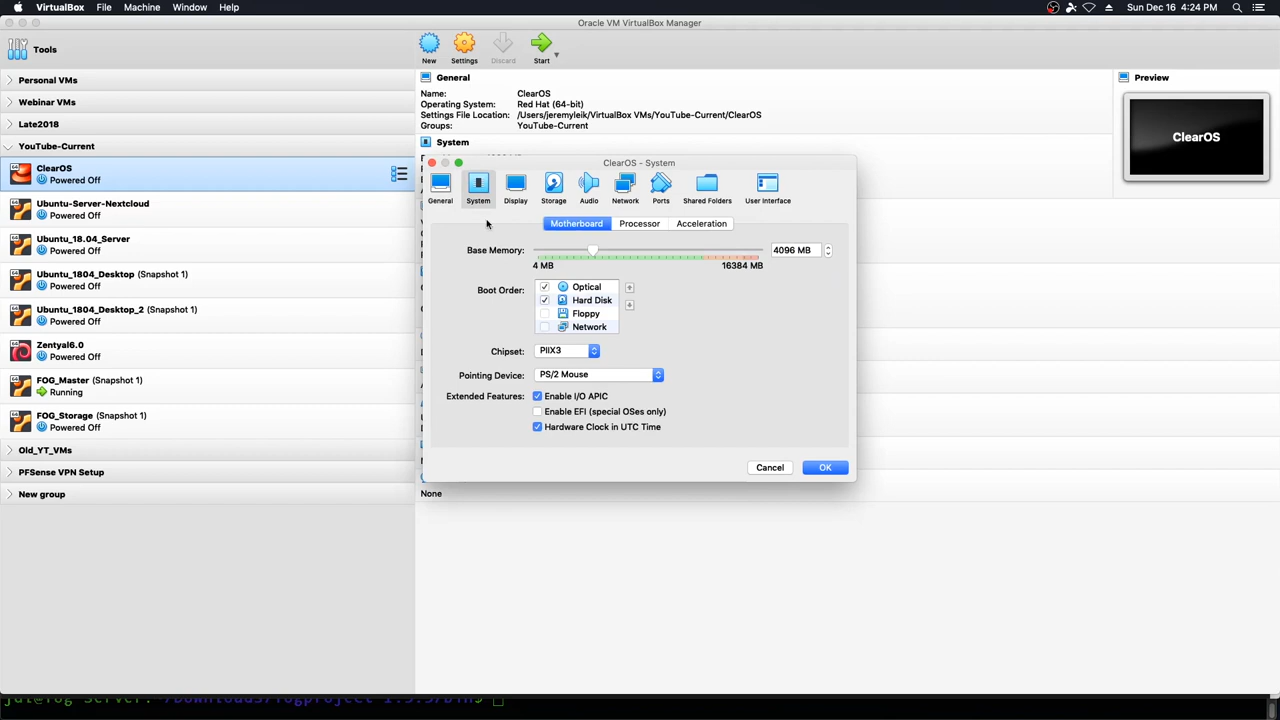 VirtualBox File Machine Window Help
Sun Dec 16 4:24 PM
Oracle VM VirtualBox Manager
Tools
New Settings Discard Start
Personal VMs
Webinar VMs
Late2018
YouTube-Current
ClearOS
Powered Off
Ubuntu-Server-Nextcloud
Powered Off
Ubuntu_18.04_Server
Powered Off
Ubuntu_1804_Desktop (Snapshot 1)
Powered Off
Ubuntu_1804_Desktop_2 (Snapshot 1)
Powered Off
Zentyal6.0
Powered Off
FOG_Master (Snapshot 1)
Running
FOG_Storage (Snapshot 1)
Powered Off
Old_YT_VMs
PFSense VPN Setup
New group
General
Name: ClearOS
Operating System: Red Hat (64-bit)
Settings File Location: /Users/jeremyleik/VirtualBox VMs/YouTube-Current/ClearOS
Groups: YouTube-Current
System
Preview
ClearOS
ClearOS - System
General System Display Storage Audio Network Ports Shared Folders User Interface
Motherboard Processor Acceleration
Base Memory: 4096 MB
4 MB 16384 MB
Boot Order: Optical
Hard Disk
Floppy
Network
Chipset: PIIX3
Pointing Device: PS/2 Mouse
Extended Features: Enable I/O APIC
Enable EFI (special OSes only)
Hardware Clock in UTC Time
Cancel OK
None